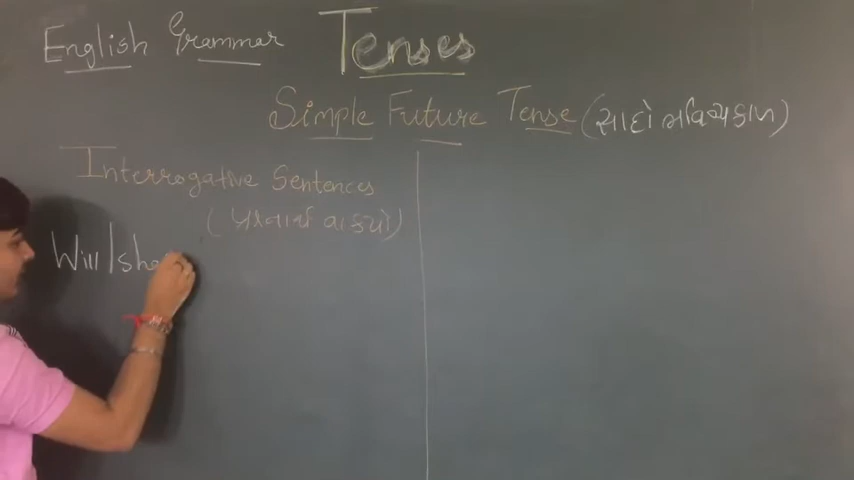 English Grammar Tenses
Simple Future Tense (સાદો ભવિષ્યકાળ)
Interrogative Sentences
(પ્રશ્નાર્થ વાક્યો)
Will/sha